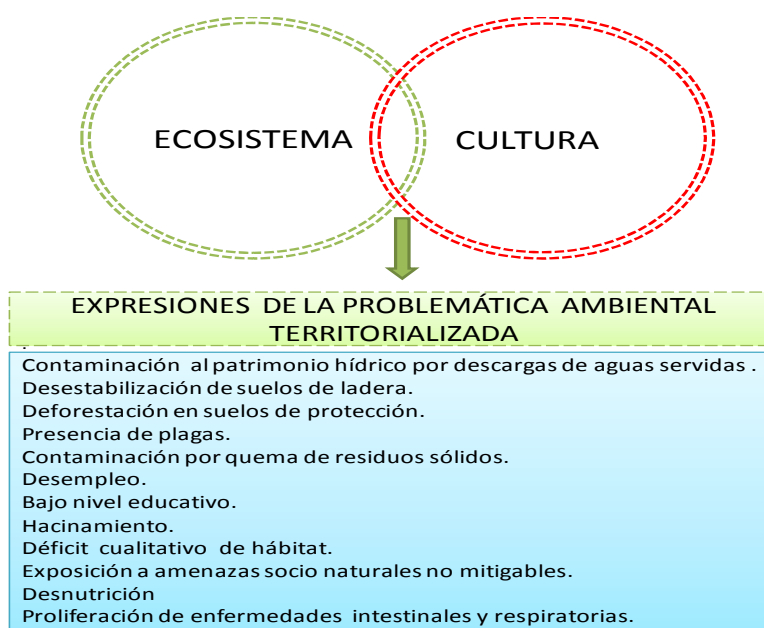 ECOSISTEMA
CULTURA
EXPRESIONES DE LA PROBLEMÁTICA AMBIENTAL
TERRITORIALIZADA
Contaminación al patrimonio hídrico por descargas de aguas servidas .
Desestabilización de suelos de ladera.
Deforestación en suelos de protección.
Presencia de plagas.
Contaminación por quema de residuos sólidos.
Desempleo.
Bajo nivel educativo.
Hacinamiento.
Déficit cualitativo de hábitat.
Exposición a amenazas socio naturales no mitigables.
Desnutrición
Proliferación de enfermedades intestinales y respiratorias.